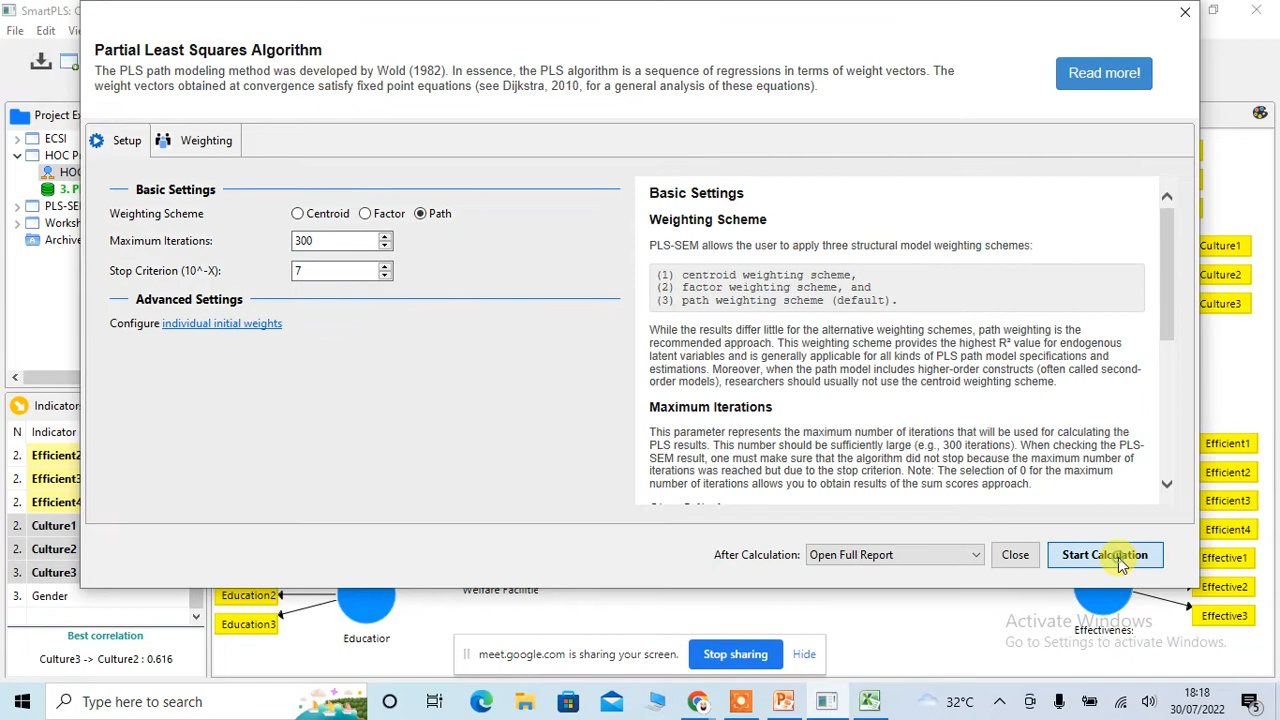 SmartPLS: C
File Edit Vi
Partial Least Squares Algorithm
The PLS path modeling method was developed by Wold (1982). In essence, the PLS algorithm is a sequence of regressions in terms of weight vectors. The
weight vectors obtained at convergence satisfy fixed point equations (see Dijkstra, 2010, for a general analysis of these equations).
Read more!
Project Ex
ECSI
HOC P
HOC
3. P
PLS-SE
Worksh
Archive
Setup
Weighting
Basic Settings
Weighting Scheme
Centroid Factor Path
Maximum Iterations: 300
Stop Criterion (10^-X): 7
Advanced Settings
Configure individual initial weights
Basic Settings
Weighting Scheme
PLS-SEM allows the user to apply three structural model weighting schemes:
(1) centroid weighting scheme,
(2) factor weighting scheme, and
(3) path weighting scheme (default).
While the results differ little for the alternative weighting schemes, path weighting is the
recommended approach. This weighting scheme provides the highest R² value for endogenous
latent variables and is generally applicable for all kinds of PLS path model specifications and
estimations. Moreover, when the path model includes higher-order constructs (often called second-
order models), researchers should usually not use the centroid weighting scheme.
Maximum Iterations
This parameter represents the maximum number of iterations that will be used for calculating the
PLS results. This number should be sufficiently large (e.g., 300 iterations). When checking the PLS-
SEM result, one must make sure that the algorithm did not stop because the maximum number of
iterations was reached but due to the stop criterion. Note: The selection of 0 for the maximum
number of iterations allows you to obtain results of the sum scores approach.
After Calculation: Open Full Report
Close
Start Calculation
Culture1
Culture2
Culture3
Efficient1
Efficient2
Efficient3
Efficient4
Effective1
Effective2
Effective3
Indicators
N Indicator
2. Efficient2
2. Efficient3
2. Efficient4
2. Culture1
2. Culture2
3. Culture3
3. Gender
Best correlation
Culture3 -> Culture2 : 0.616
Education2
Education3
Education
Welfare Facilities
Effectivenes:
Activate Windows
Go to Settings to activate Windows.
meet.google.com is sharing your screen.
Stop sharing
Hide
Type here to search
32°C
18:18
30/07/2022
5